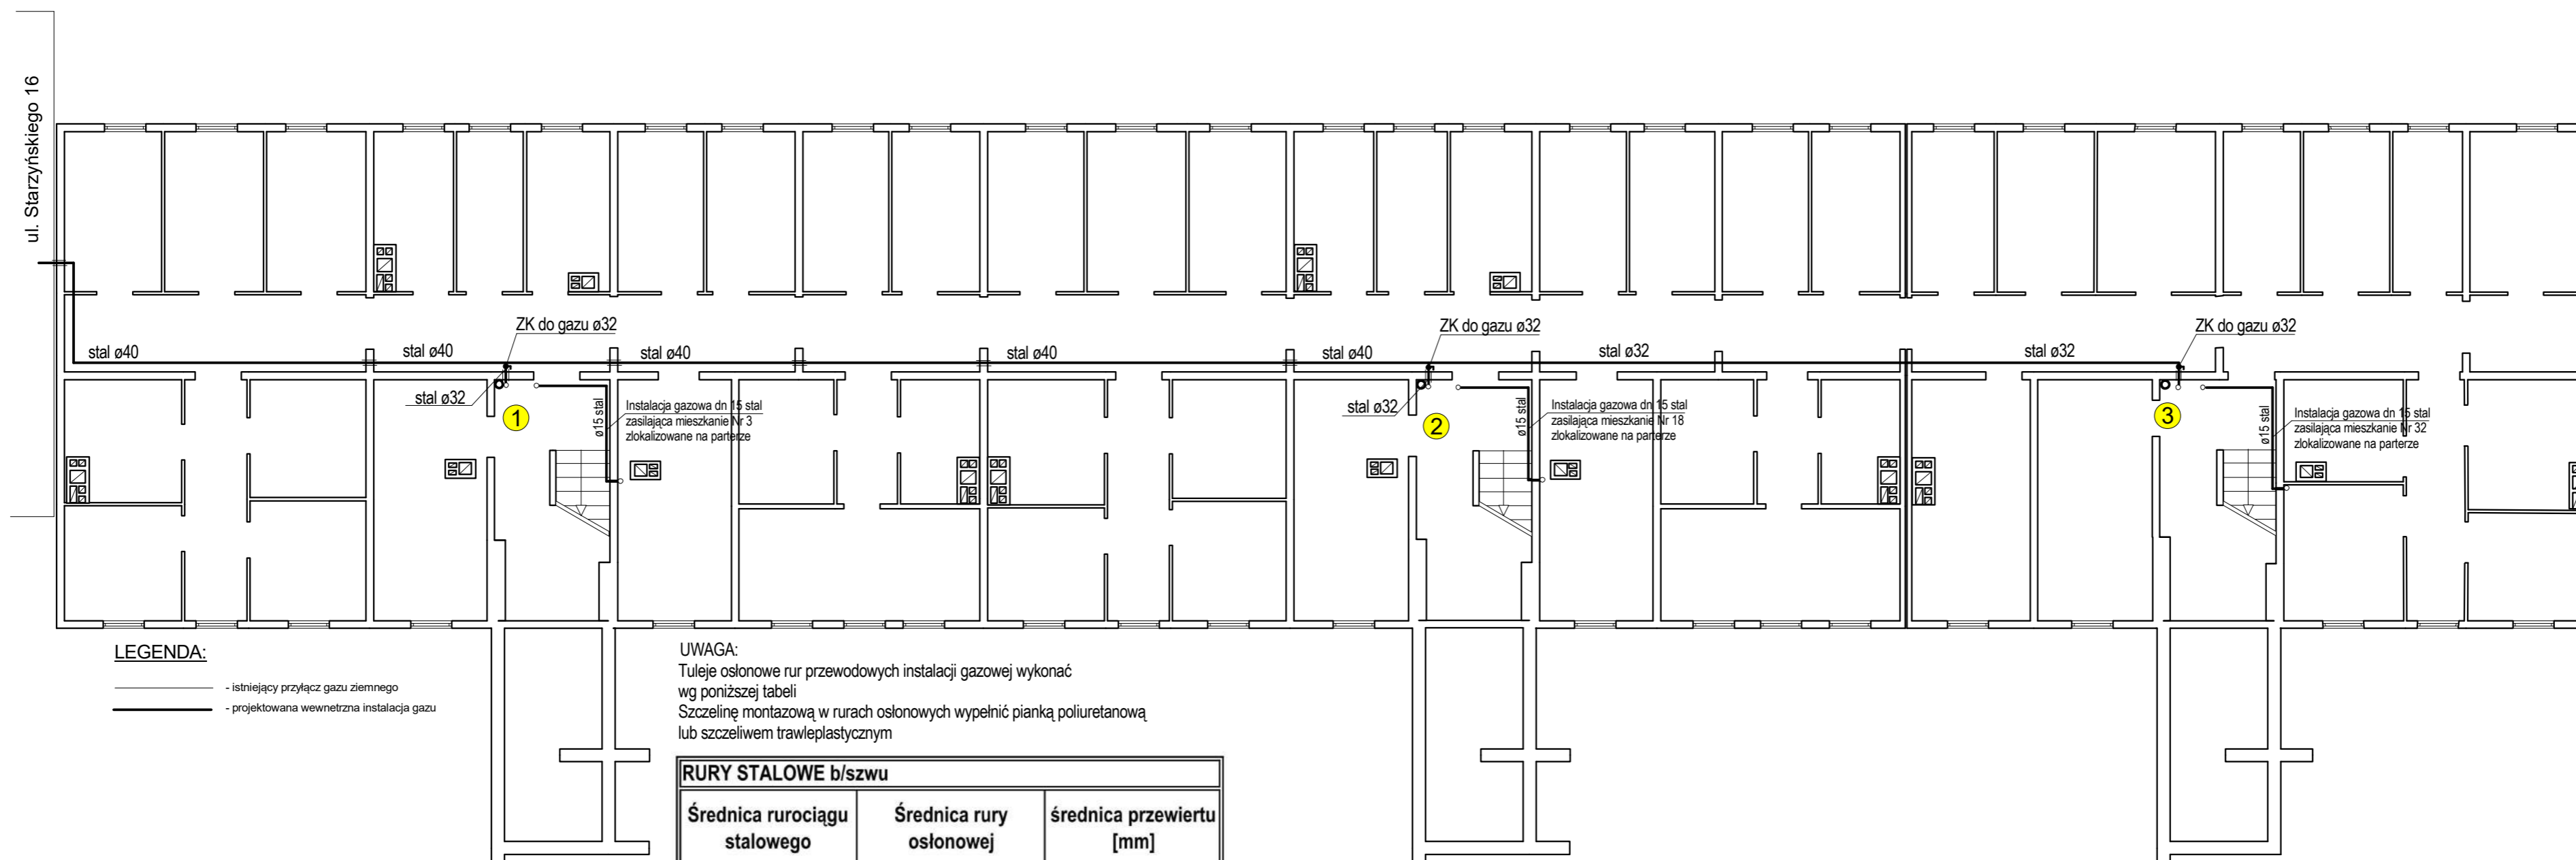 ul. Starzyńskiego 16
ZK do gazu ø32
ZK do gazu ø32
ZK do gazu ø32
stal ø40
stal ø40
stal ø40
stal ø40
stal ø40
stal ø32
stal ø32
stal ø32
1
ø15 stal
Instalacja gazowa dn 15 stal
zasilająca mieszkanie Nr 3
zlokalizowane na parterze
stal ø32
2
ø15 stal
Instalacja gazowa dn 15 stal
zasilająca mieszkanie Nr 18
zlokalizowane na parterze
3
ø15 stal
Instalacja gazowa dn 15 stal
zasilająca mieszkanie Nr 32
zlokalizowane na parterze
LEGENDA:
- istniejący przyłącz gazu ziemnego
- projektowana wewnetrzna instalacja gazu
UWAGA:
Tuleje osłonowe rur przewodowych instalacji gazowej wykonać
wg poniższej tabeli
Szczelinę montazową w rurach osłonowych wypełnić pianką poliuretanową
lub szczeliwem trawleplastycznym
RURY STALOWE b/szwu
Średnica rurociągu
stalowego
Średnica rury
osłonowej
średnica przewiertu
[mm]